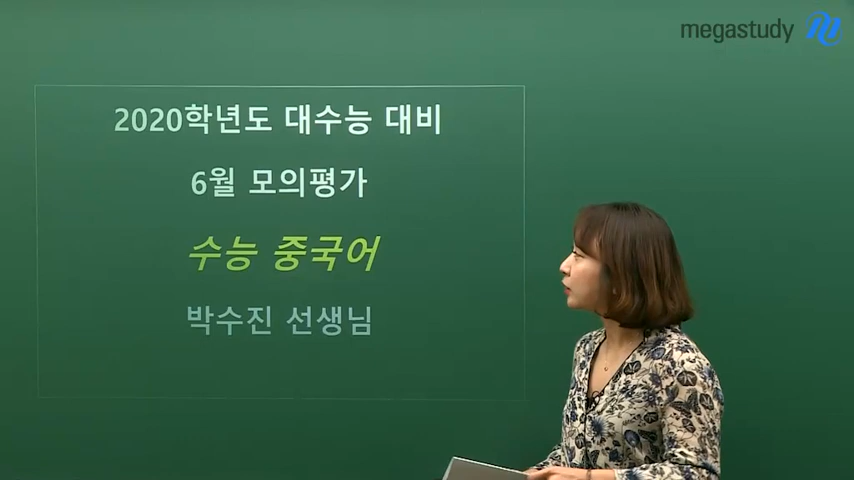 megastudy
2020학년도 대수능 대비
6월 모의평가
수능 중국어
박수진 선생님